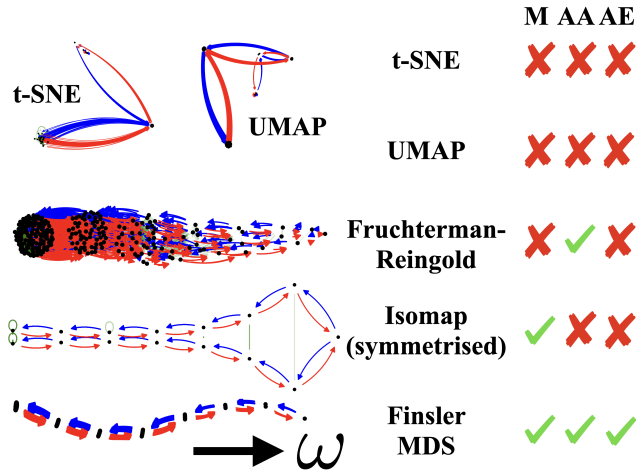 M AA AE
t-SNE
t-SNE
UMAP
UMAP
Fruchterman-
Reingold
Isomap
(symmetrised)
Finsler
MDS
ω